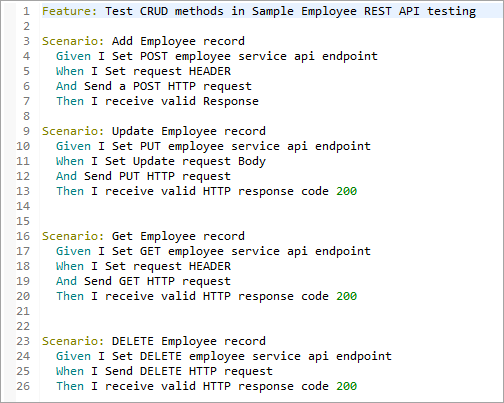 1 Feature: Test CRUD methods in Sample Employee REST API testing
2
3 Scenario: Add Employee record
4 Given I Set POST employee service api endpoint
5 When I Set request HEADER
6 And Send a POST HTTP request
7 Then I receive valid Response
8
9 Scenario: Update Employee record
10 Given I Set PUT employee service api endpoint
11 When I Set Update request Body
12 And Send PUT HTTP request
13 Then I receive valid HTTP response code 200
14
15
16 Scenario: Get Employee record
17 Given I Set GET employee service api endpoint
18 When I Set request HEADER
19 And Send GET HTTP request
20 Then I receive valid HTTP response code 200
21
22
23 Scenario: DELETE Employee record
24 Given I Set DELETE employee service api endpoint
25 When I Send DELETE HTTP request
26 Then I receive valid HTTP response code 200